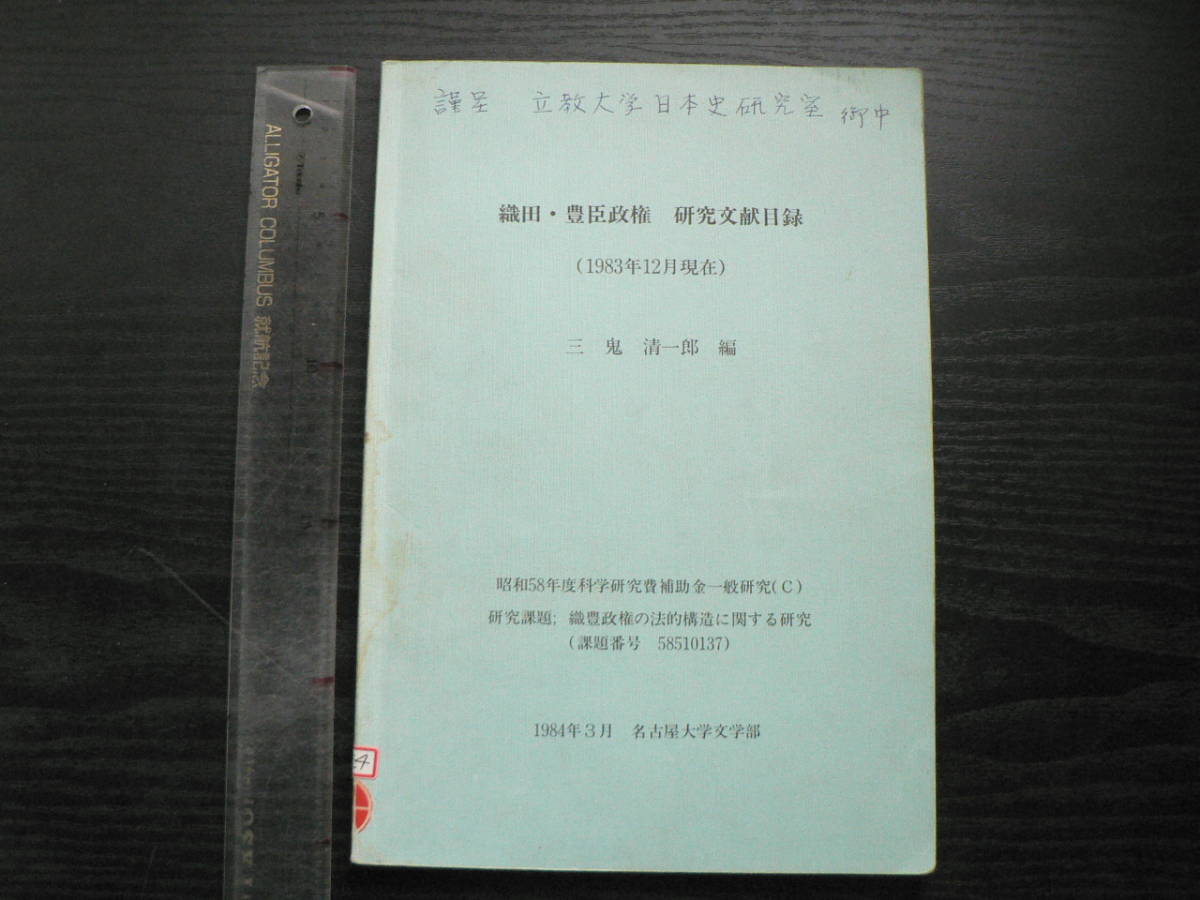 謹呈 立教大学日本史研究室 御中
織田・豊臣政権 研究文献目録
(1983年12月現在)
三鬼 清一郎 編
昭和58年度科学研究費補助金一般研究(C)
研究課題; 織豊政権の法的構造に関する研究
(課題番号 58510137)
1984年3月 名古屋大学文学部
ALLIGATOR COLUMBUS 就航記念
5
10